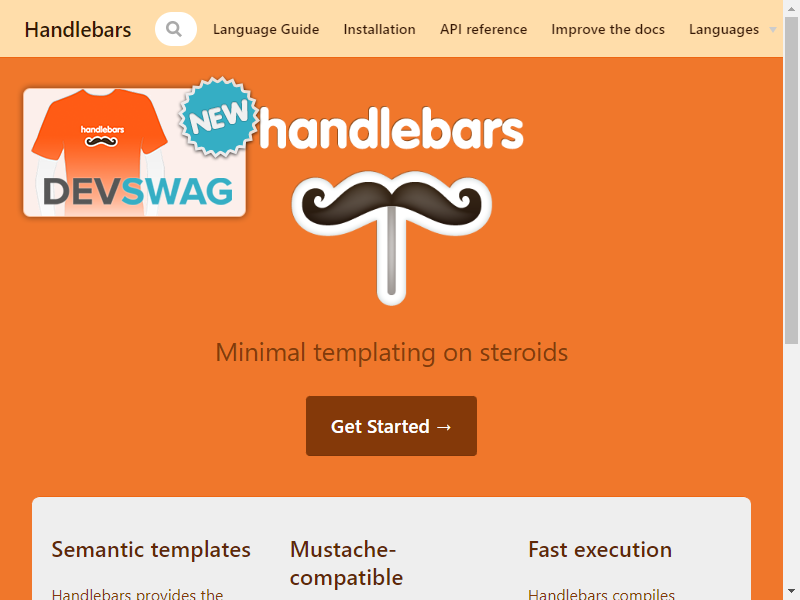 Handlebars
Language Guide
Installation
API reference
Improve the docs
Languages
handlebars
NEW
DEVSWAG
handlebars
Minimal templating on steroids
Get Started →
Semantic templates
Handlebars provides the
Mustache-
compatible
Fast execution
Handlebars compiles